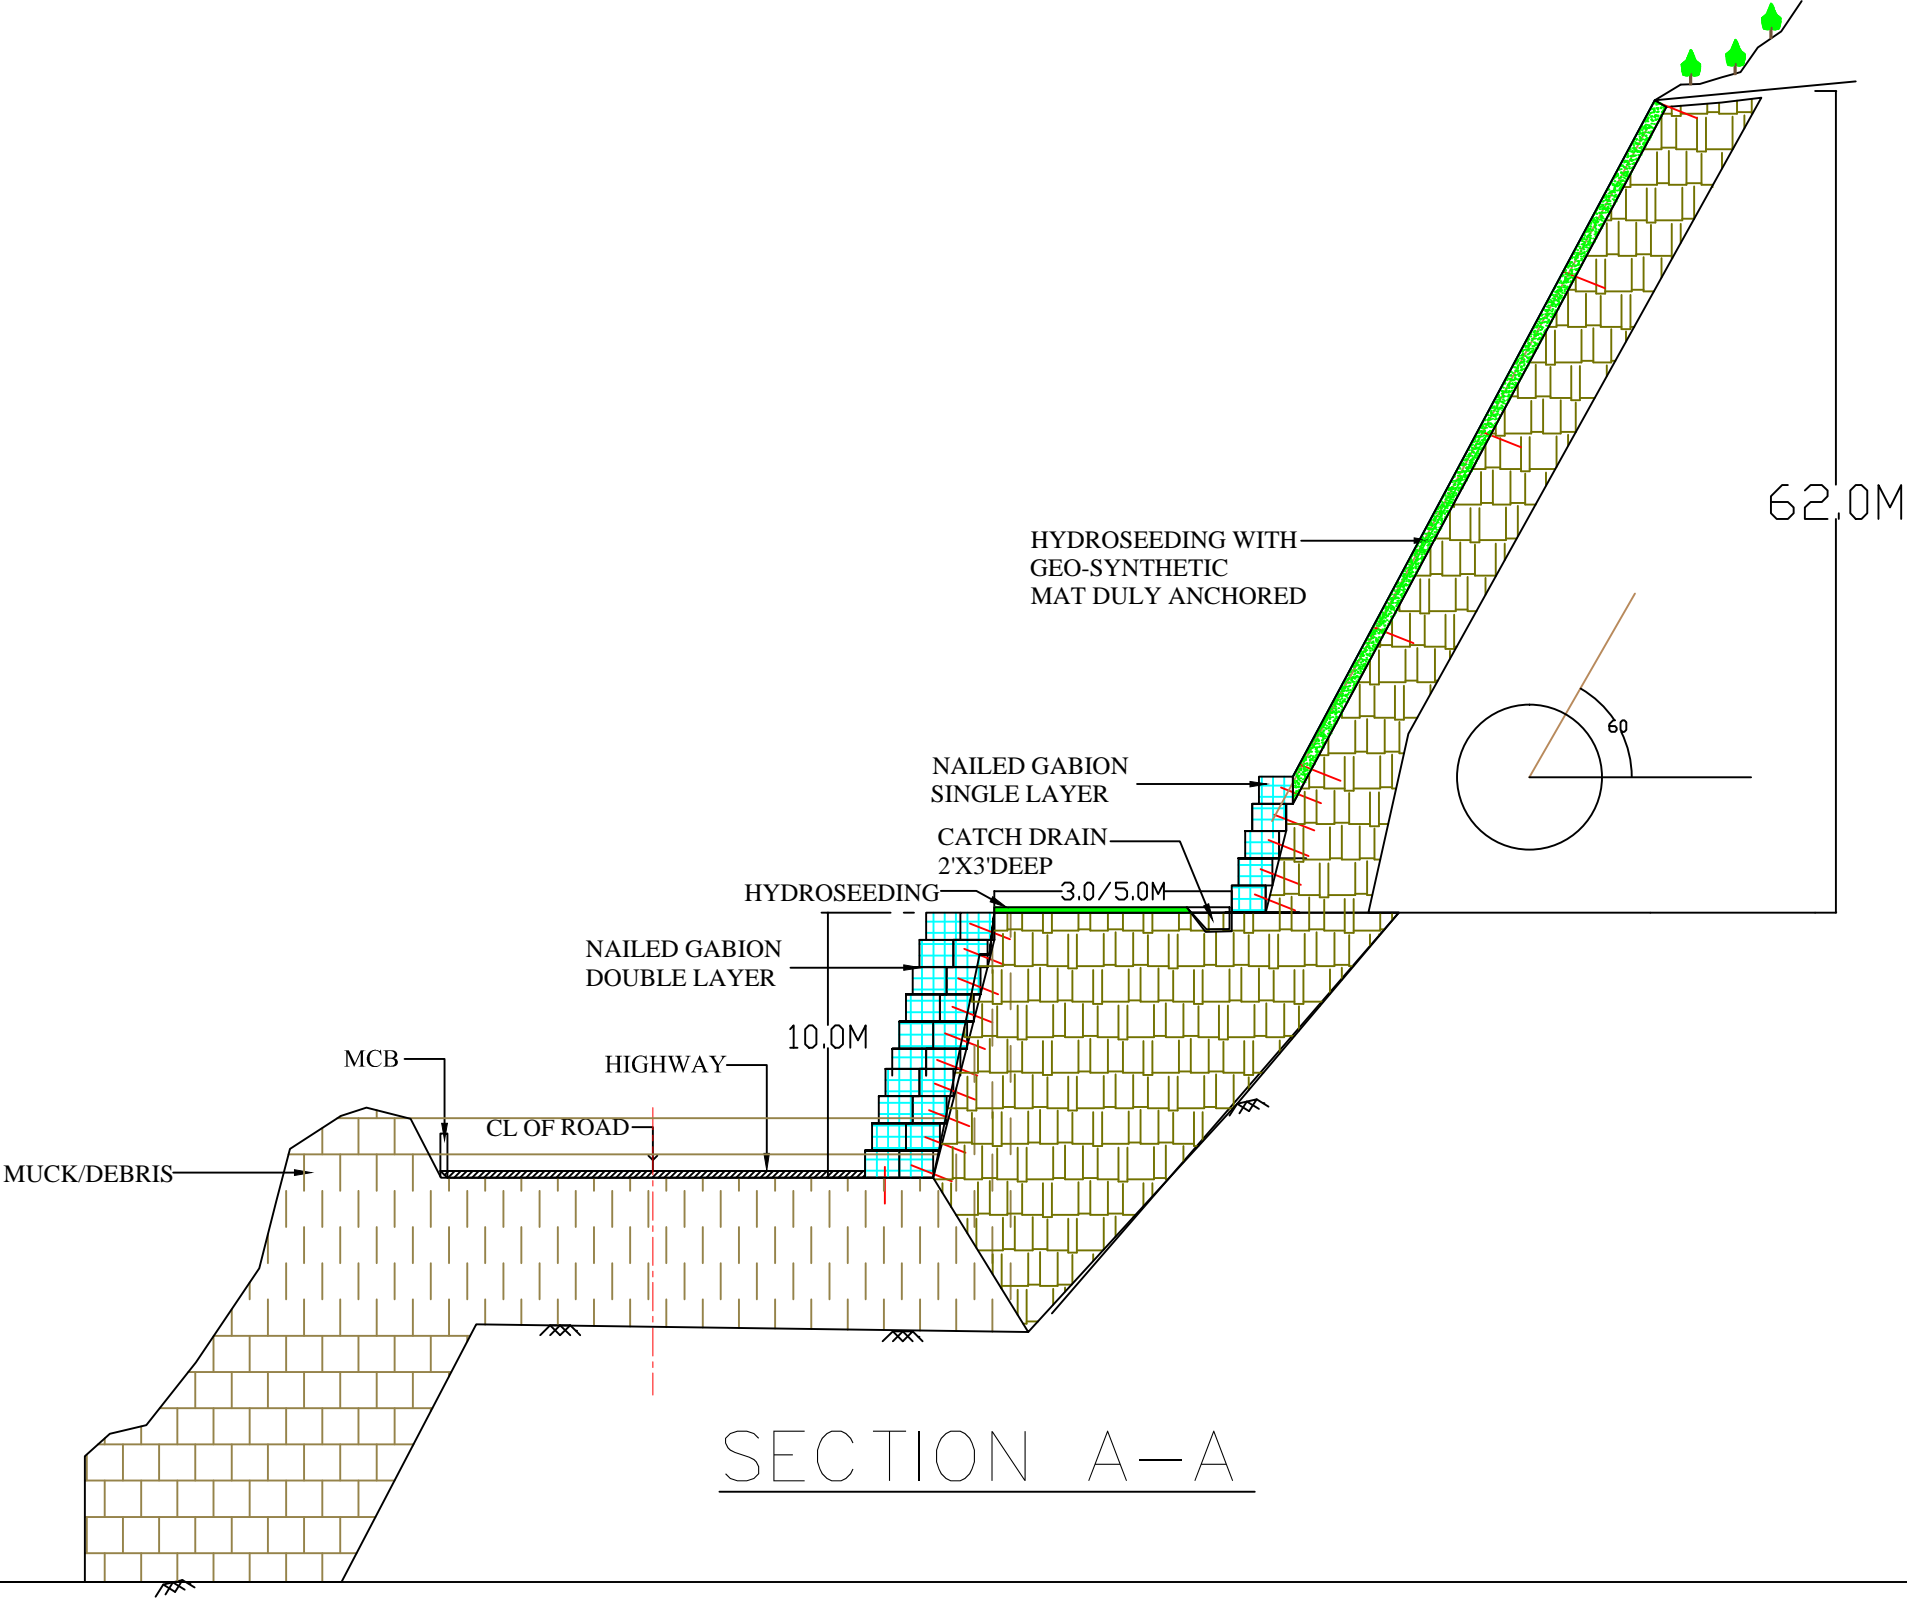 62.0M
HYDROSEEDING WITH
GEO-SYNTHETIC
MAT DULY ANCHORED
60
NAILED GABION
SINGLE LAYER
CATCH DRAIN
2'X3'DEEP
HYDROSEEDING
3.0/5.0M
NAILED GABION
DOUBLE LAYER
10.0M
MCB
HIGHWAY
CL OF ROAD
MUCK/DEBRIS
SECTION A-A